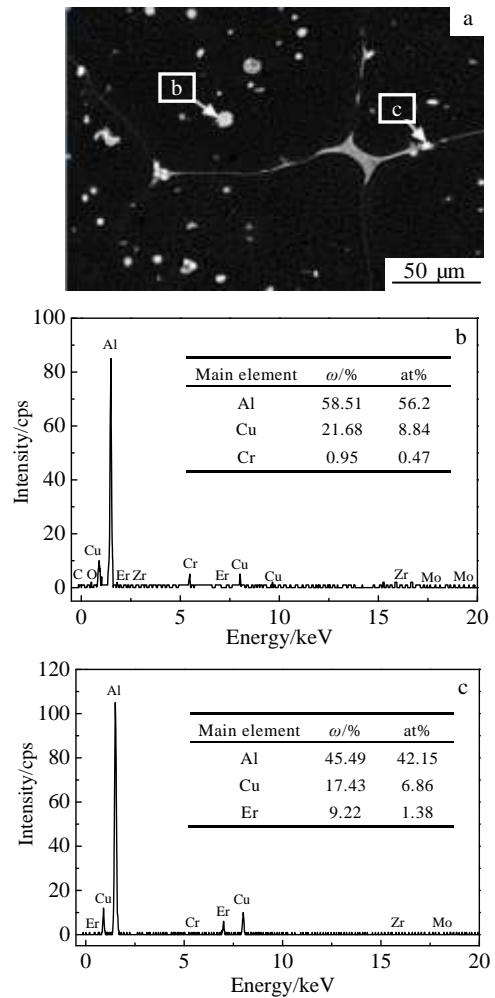 a
b
c
50 μm
b
Intensity/cps
100
80
60
40
20
0
Al
Main element ω/% at%
Al 58.51 56.2
Cu 21.68 8.84
Cr 0.95 0.47
Cu
C O Er Zr Cr Er Cu Cu Zr Mo Mo
0 5 10 15 20
Energy/keV
c
Intensity/cps
120
100
80
60
40
20
0
Al
Main element ω/% at%
Al 45.49 42.15
Cu 17.43 6.86
Er 9.22 1.38
Er Cu Cr Er Cu Zr Mo
0 5 10 15 20
Energy/keV